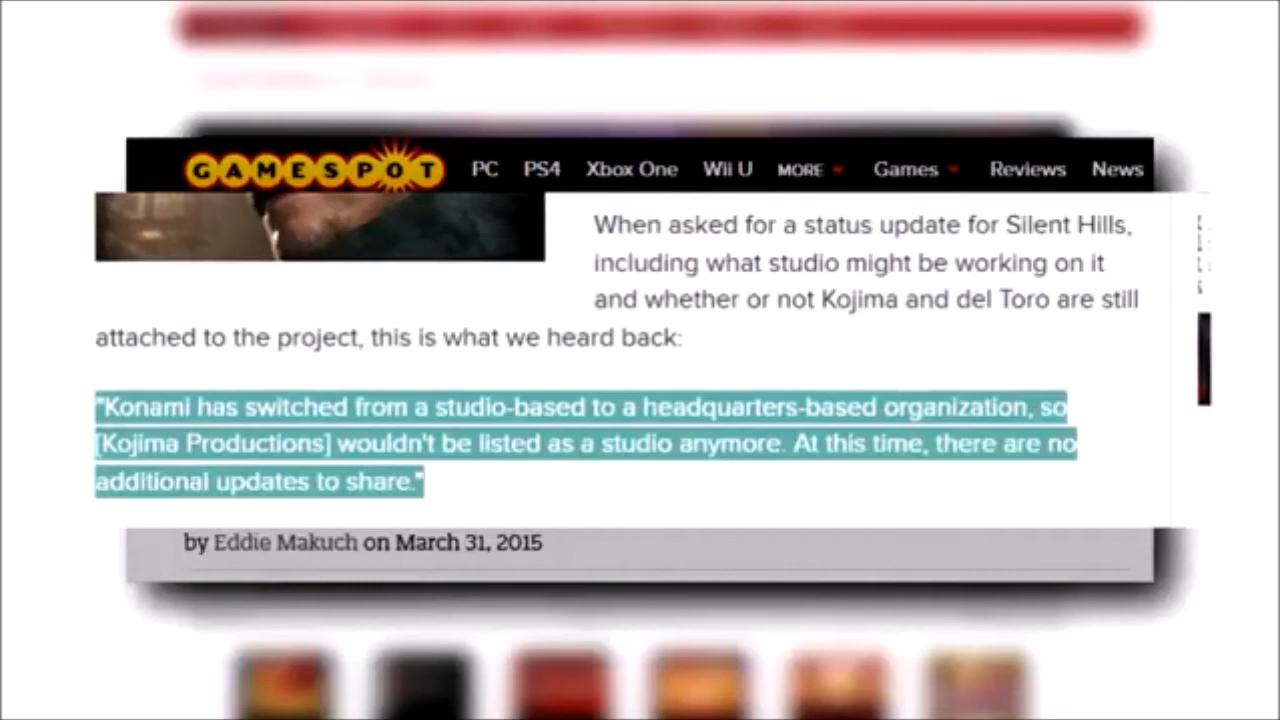 GAMESPOT PC PS4 Xbox One Wii U MORE Games Reviews News
When asked for a status update for Silent Hills,
including what studio might be working on it
and whether or not Kojima and del Toro are still
attached to the project, this is what we heard back:
"Konami has switched from a studio-based to a headquarters-based organization, so
[Kojima Productions] wouldn't be listed as a studio anymore. At this time, there are no
additional updates to share."
by Eddie Makuch on March 31, 2015